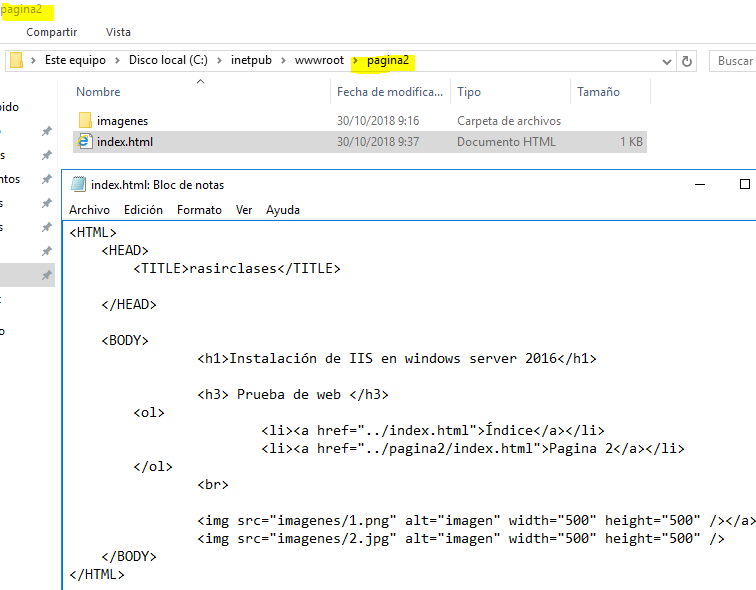 pagina2
Compartir Vista
Este equipo Disco local (C:) inetpub wwwroot pagina2 Buscar
Nombre Fecha de modifica... Tipo Tamaño
imagenes 30/10/2018 9:16 Carpeta de archivos
index.html 30/10/2018 9:37 Documento HTML 1 KB
index.html: Bloc de notas
Archivo Edición Formato Ver Ayuda
<HTML>
<HEAD>
<TITLE>rasirclases</TITLE>
</HEAD>
<BODY>
<h1>Instalación de IIS en windows server 2016</h1>
<h3> Prueba de web </h3>
<ol>
<li><a href="../index.html">Índice</a></li>
<li><a href="../pagina2/index.html">Pagina 2</a></li>
</ol>
<br>
<img src="imagenes/1.png" alt="imagen" width="500" height="500" /></a>
<img src="imagenes/2.jpg" alt="imagen" width="500" height="500" />
</BODY>
</HTML>